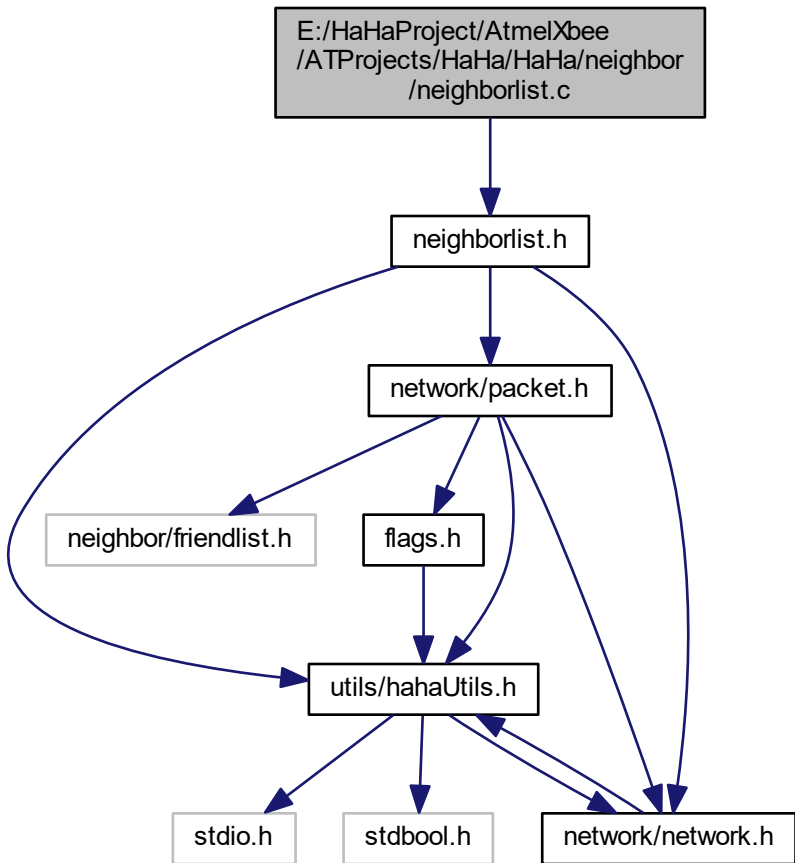 E:/HaHaProject/AtmelXbee
/ATProjects/HaHa/HaHa/neighbor
/neighborlist.c
neighborlist.h
network/packet.h
neighbor/friendlist.h
flags.h
utils/hahaUtils.h
stdio.h
stdbool.h
network/network.h